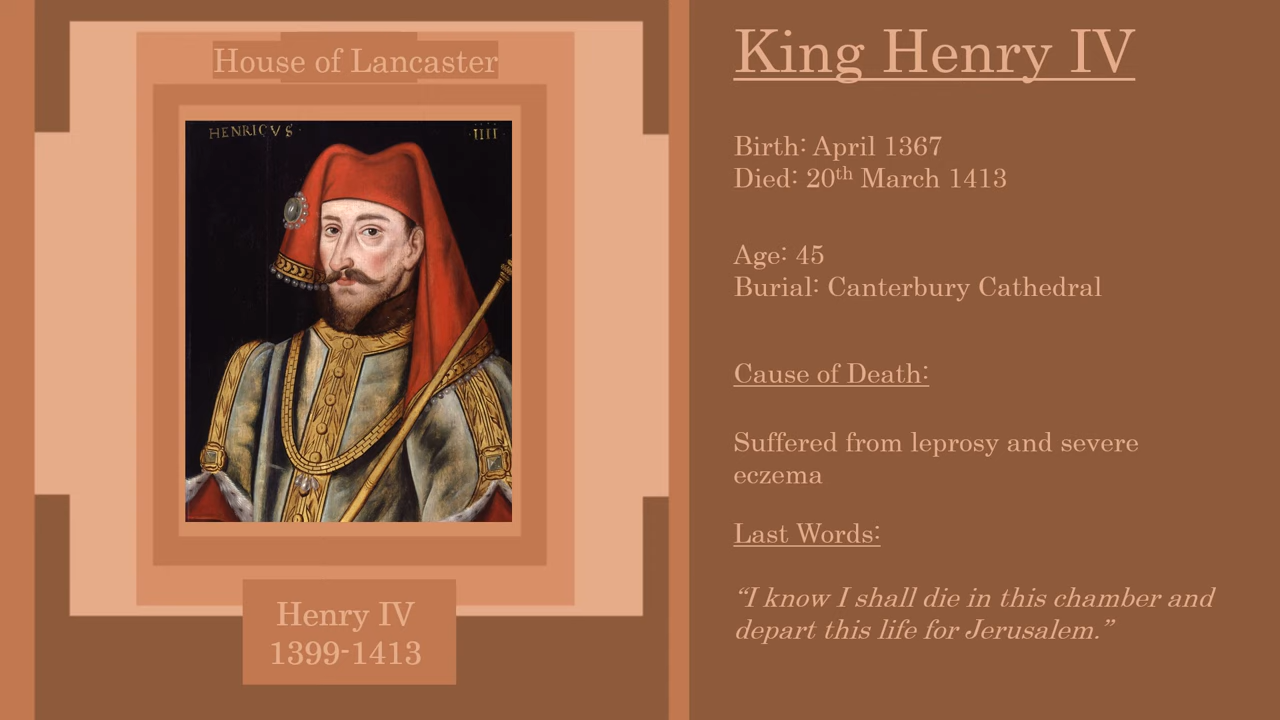 House of Lancaster
HENRICVS
IIII
Henry IV
1399-1413
King Henry IV
Birth: April 1367
Died: 20th March 1413
Age: 45
Burial: Canterbury Cathedral
Cause of Death:
Suffered from leprosy and severe
eczema
Last Words:
“I know I shall die in this chamber and
depart this life for Jerusalem.”